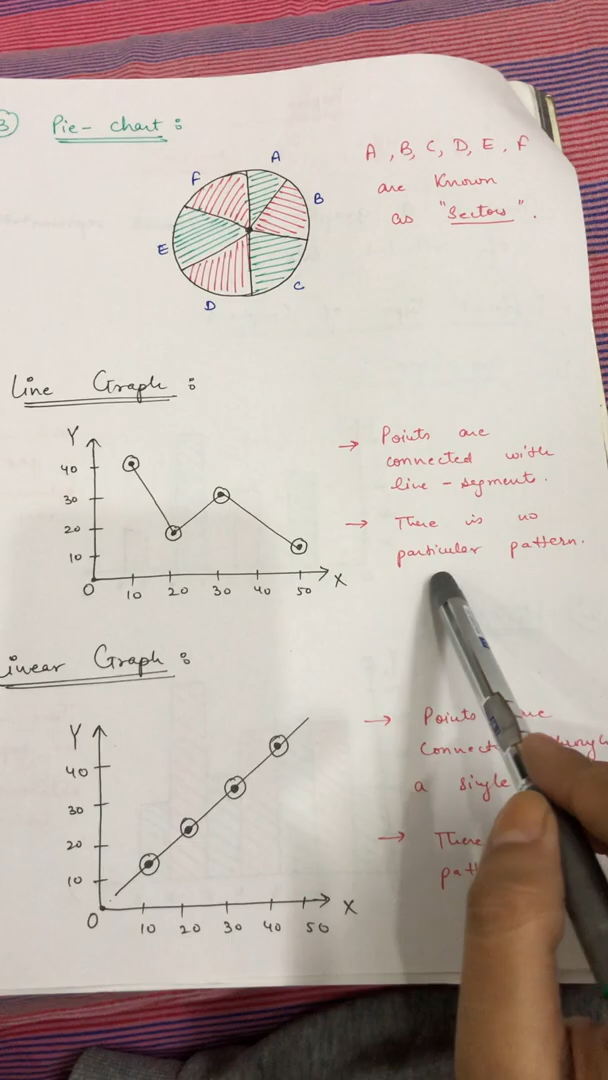 3 Pie-chart:
A
B
C
D
E
F
A, B, C, D, E, F
are known
as "Sectors".
Line Graph:
Y
40
30
20
10
O 10 20 30 40 50 X
→ Points are
connected with
line-segment.
→ There is no
particular pattern.
inear Graph:
Y
40
30
20
10
O 10 20 30 40 50 X
→ Points
a single
→ There